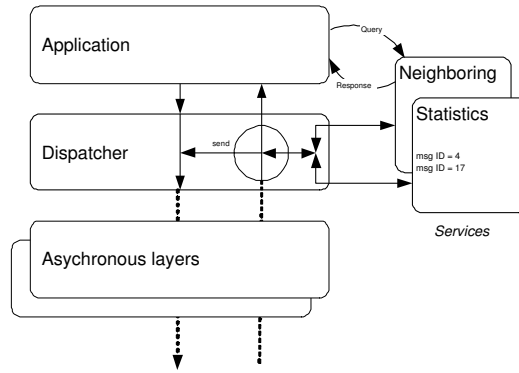 Application
Query
Response
Neighboring
Statistics
msg ID = 4
msg ID = 17
Services
Dispatcher
send
Asychronous layers